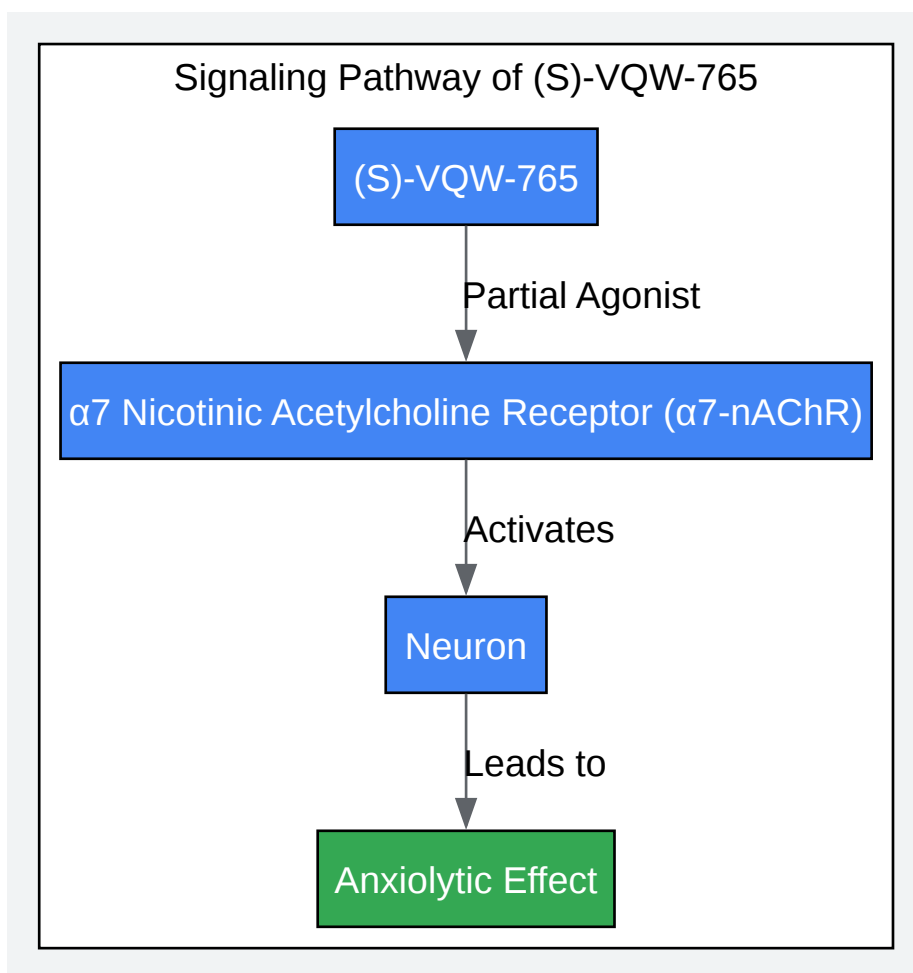 Signaling Pathway of (S)-VQW-765
(S)-VQW-765
Partial Agonist
α7 Nicotinic Acetylcholine Receptor (α7-nAChR)
Activates
Neuron
Leads to
Anxiolytic Effect